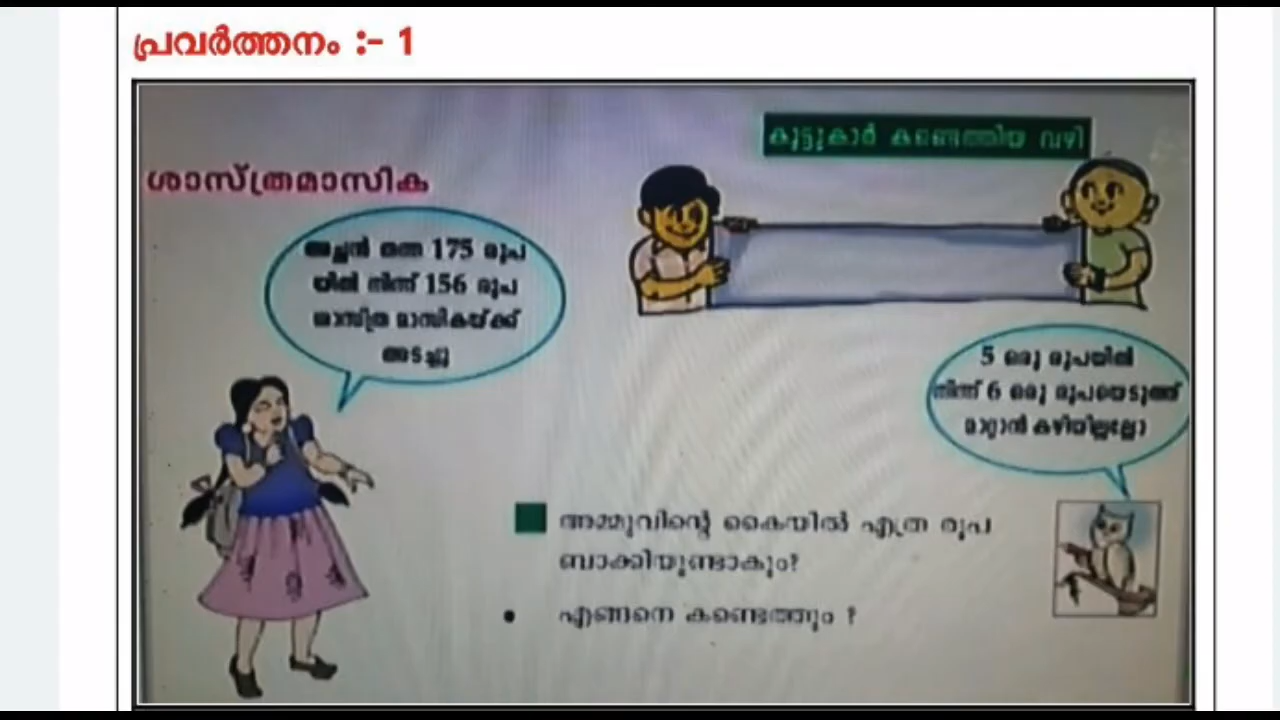 പ്രവർത്തനം :- 1
കൂട്ടുകാർ കണ്ടെത്തിയ വഴി
ശാസ്ത്രമാസിക
അച്ഛൻ തന്ന 175 രൂപ
യിൽ നിന്ന് 156 രൂപ
ശാസ്ത്ര മാസികയ്ക്ക്
അടച്ചു
5 ഒരു രൂപയിൽ
നിന്ന് 6 ഒരു രൂപയെടുത്ത്
മാറ്റാൻ കഴിയില്ലല്ലോ
അമ്മുവിന്റെ കൈയിൽ എത്ര രൂപ
ബാക്കിയുണ്ടാകും?
• എങ്ങനെ കണ്ടെത്തും ?